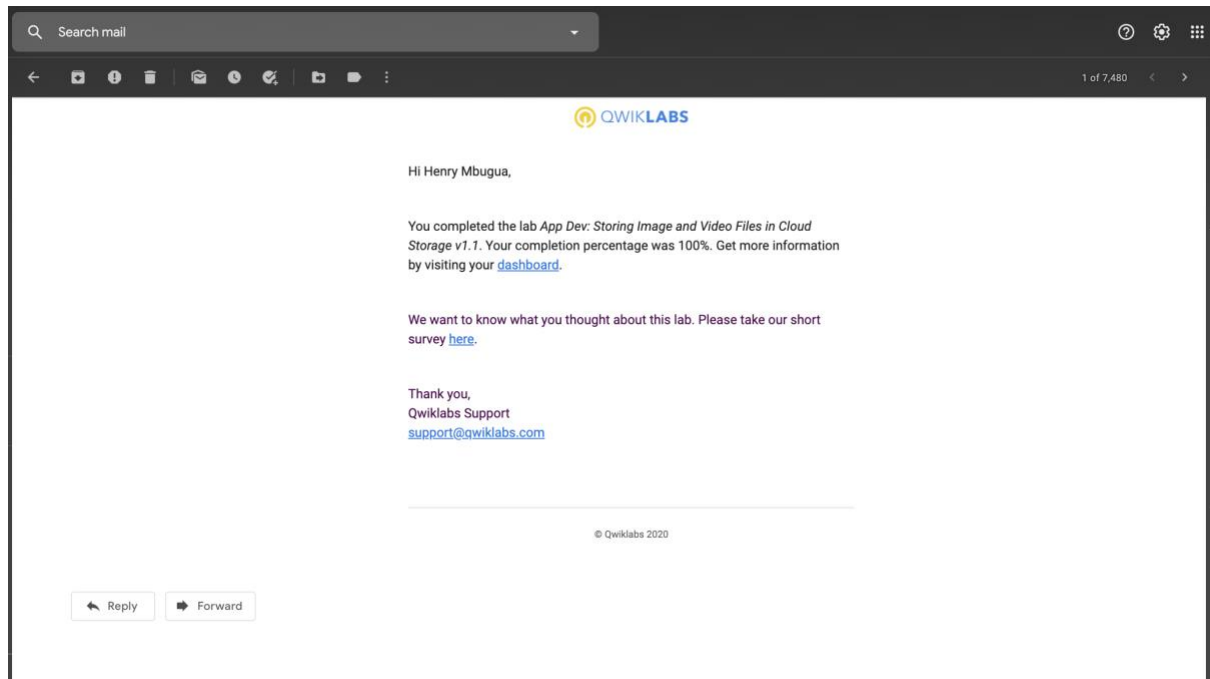 Search mail
1 of 7,480
QWIKLABS
Hi Henry Mbugua,
You completed the lab App Dev: Storing Image and Video Files in Cloud
Storage v1.1. Your completion percentage was 100%. Get more information
by visiting your dashboard.
We want to know what you thought about this lab. Please take our short
survey here.
Thank you,
Qwiklabs Support
support@qwiklabs.com
© Qwiklabs 2020
Reply
Forward